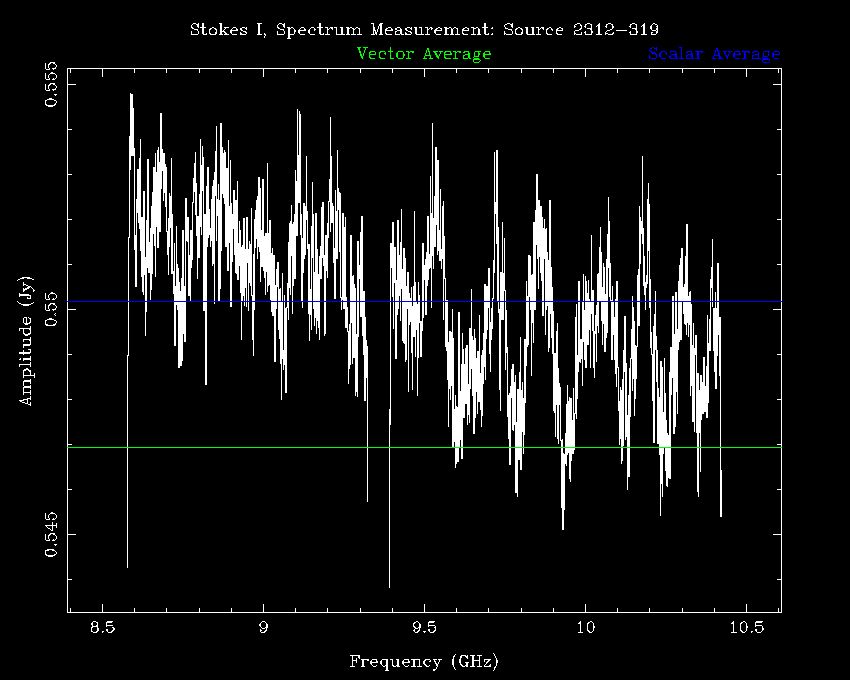 Stokes I, Spectrum Measurement: Source 2312−319
Vector Average Scalar Average
0.555
0.55
0.545
Amplitude (Jy)
8.5 9 9.5 10 10.5
Frequency (GHz)